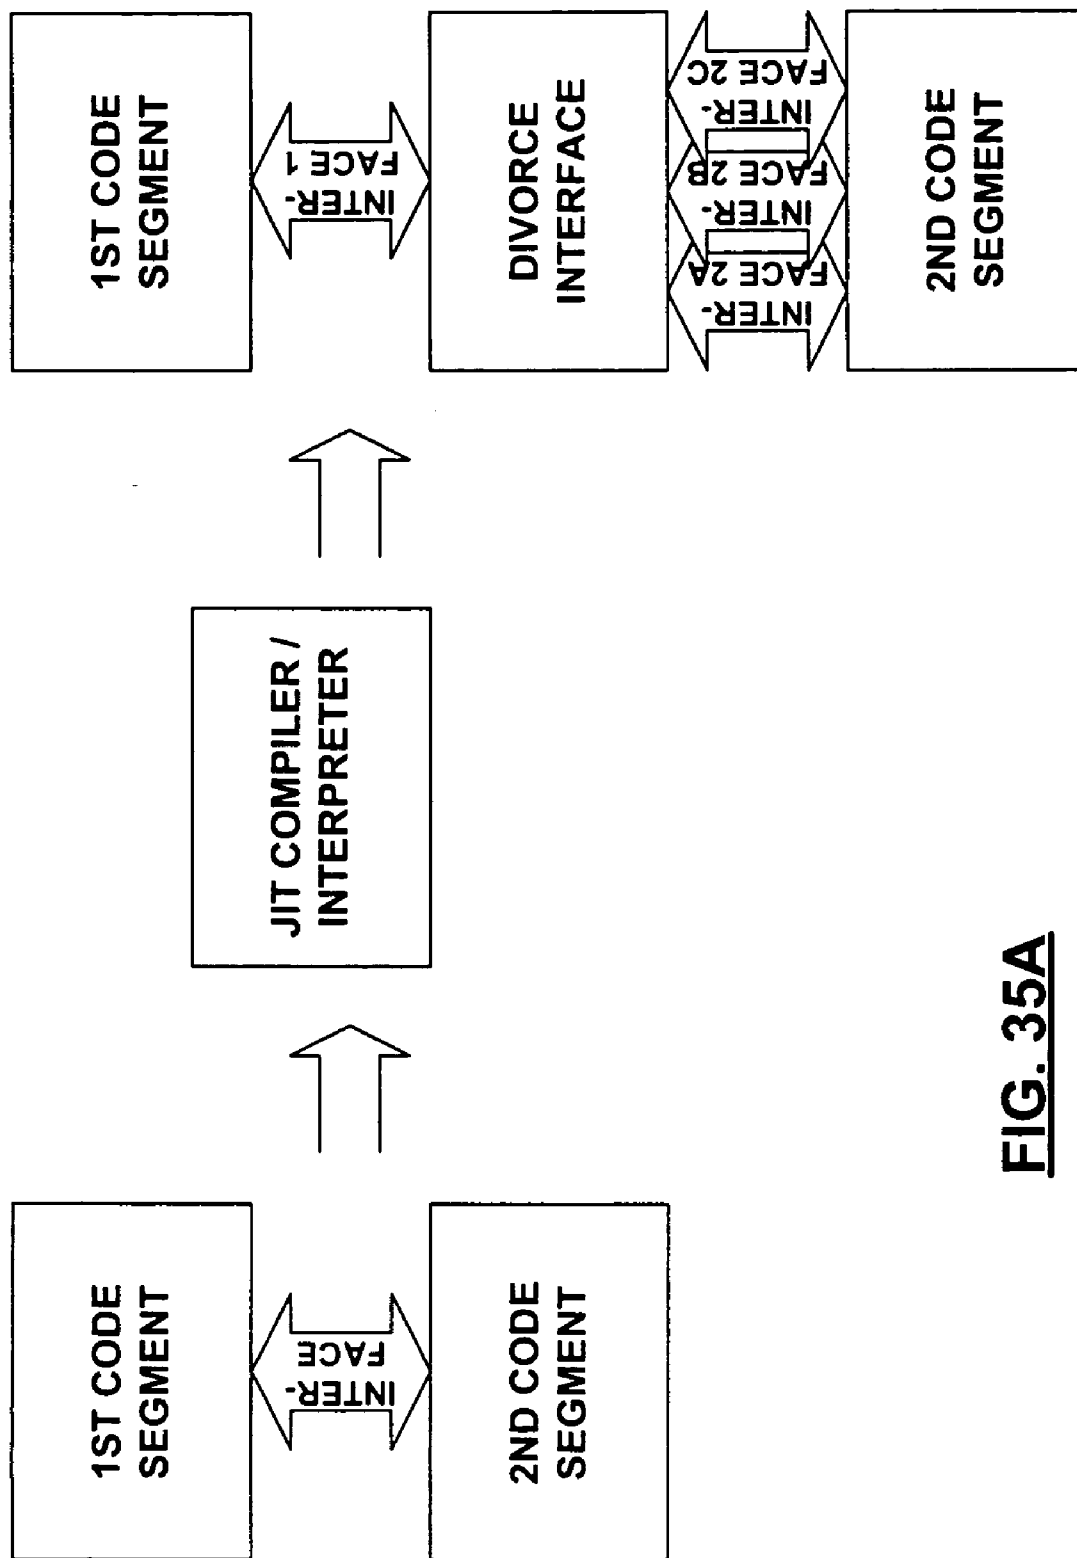 1ST CODE
SEGMENT
INTER-
FACE
2ND CODE
SEGMENT
JIT COMPILER /
INTERPRETER
1ST CODE
SEGMENT
INTER-
FACE 1
DIVORCE
INTERFACE
INTER-
FACE 2A
INTER-
FACE 2B
INTER-
FACE 2C
2ND CODE
SEGMENT
FIG. 35A